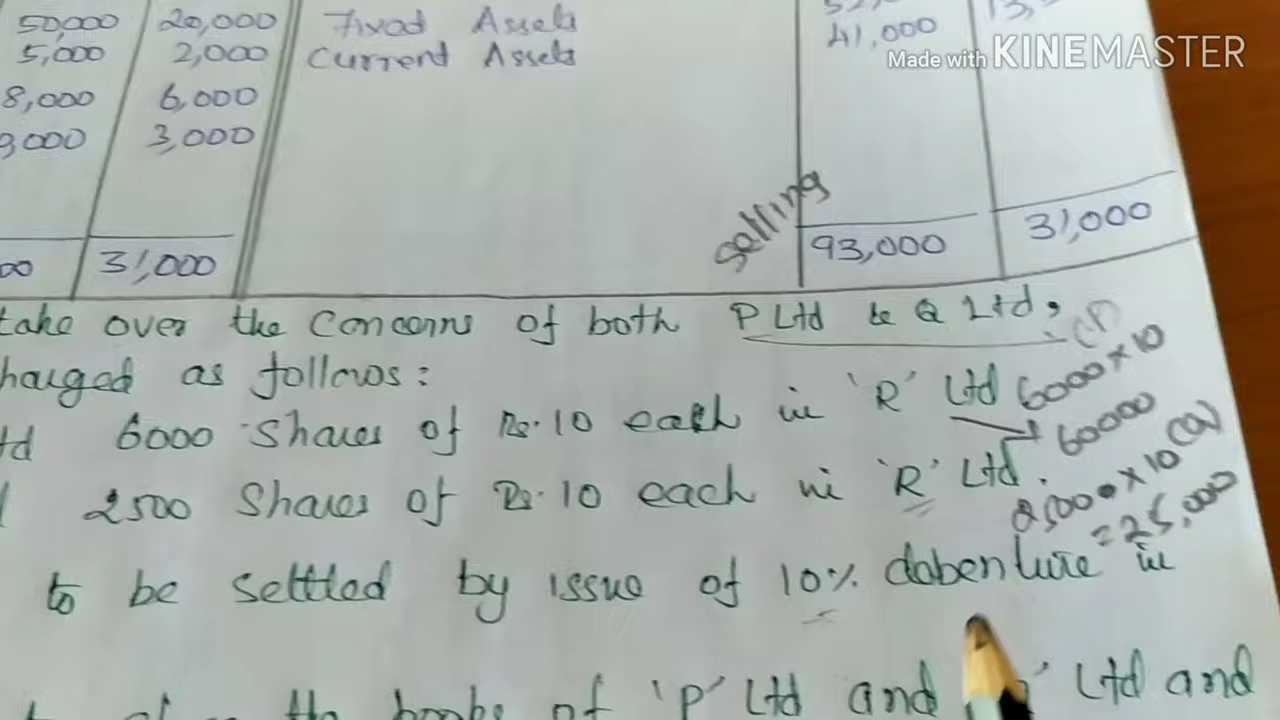 50,000 20,000 Fixed Assets
5,000 2,000 Current Assets 41,000
Made with KINEMASTER
8,000 6,000
3,000
selling
00 31,000 93,000 31,000
take over the concerns of both P Ltd & Q Ltd,
as follows: (P)
6000 Shares of Rs.10 each in 'R' Ltd 6000 x 10
60000
2500 Shares of Rs.10 each in 'R' Ltd. 2500 x 10 (Q)
= 25,000
to be settled by issue of 10% debenture in
books of 'P' Ltd and Ltd and